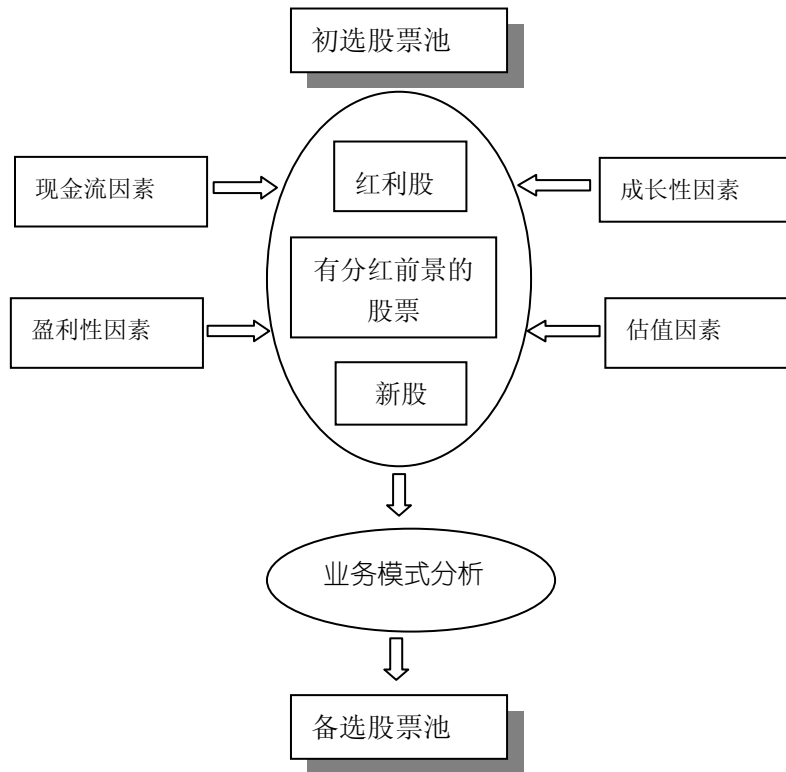 初选股票池
红利股
现金流因素
成长性因素
有分红前景的
股票
盈利性因素
估值因素
新股
业务模式分析
备选股票池